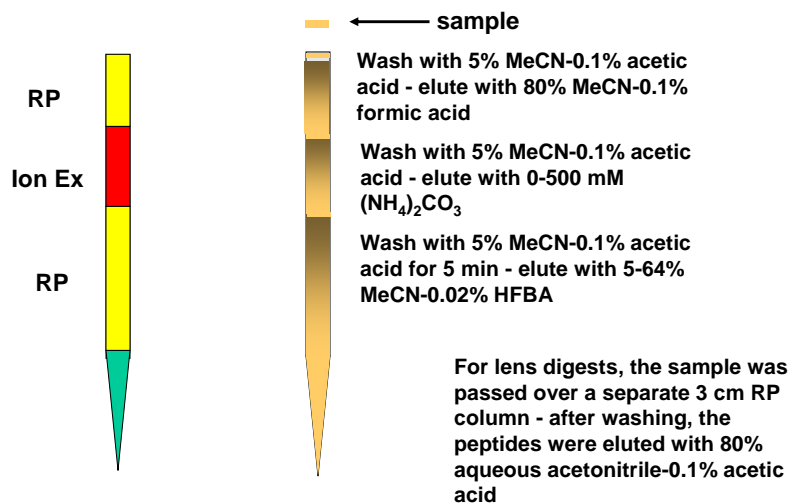 sample
RP
Ion Ex
RP
Wash with 5% MeCN-0.1% acetic
acid - elute with 80% MeCN-0.1%
formic acid
Wash with 5% MeCN-0.1% acetic
acid - elute with 0-500 mM
(NH₄)₂CO₃
Wash with 5% MeCN-0.1% acetic
acid for 5 min - elute with 5-64%
MeCN-0.02% HFBA
For lens digests, the sample was
passed over a separate 3 cm RP
column - after washing, the
peptides were eluted with 80%
aqueous acetonitrile-0.1% acetic
acid